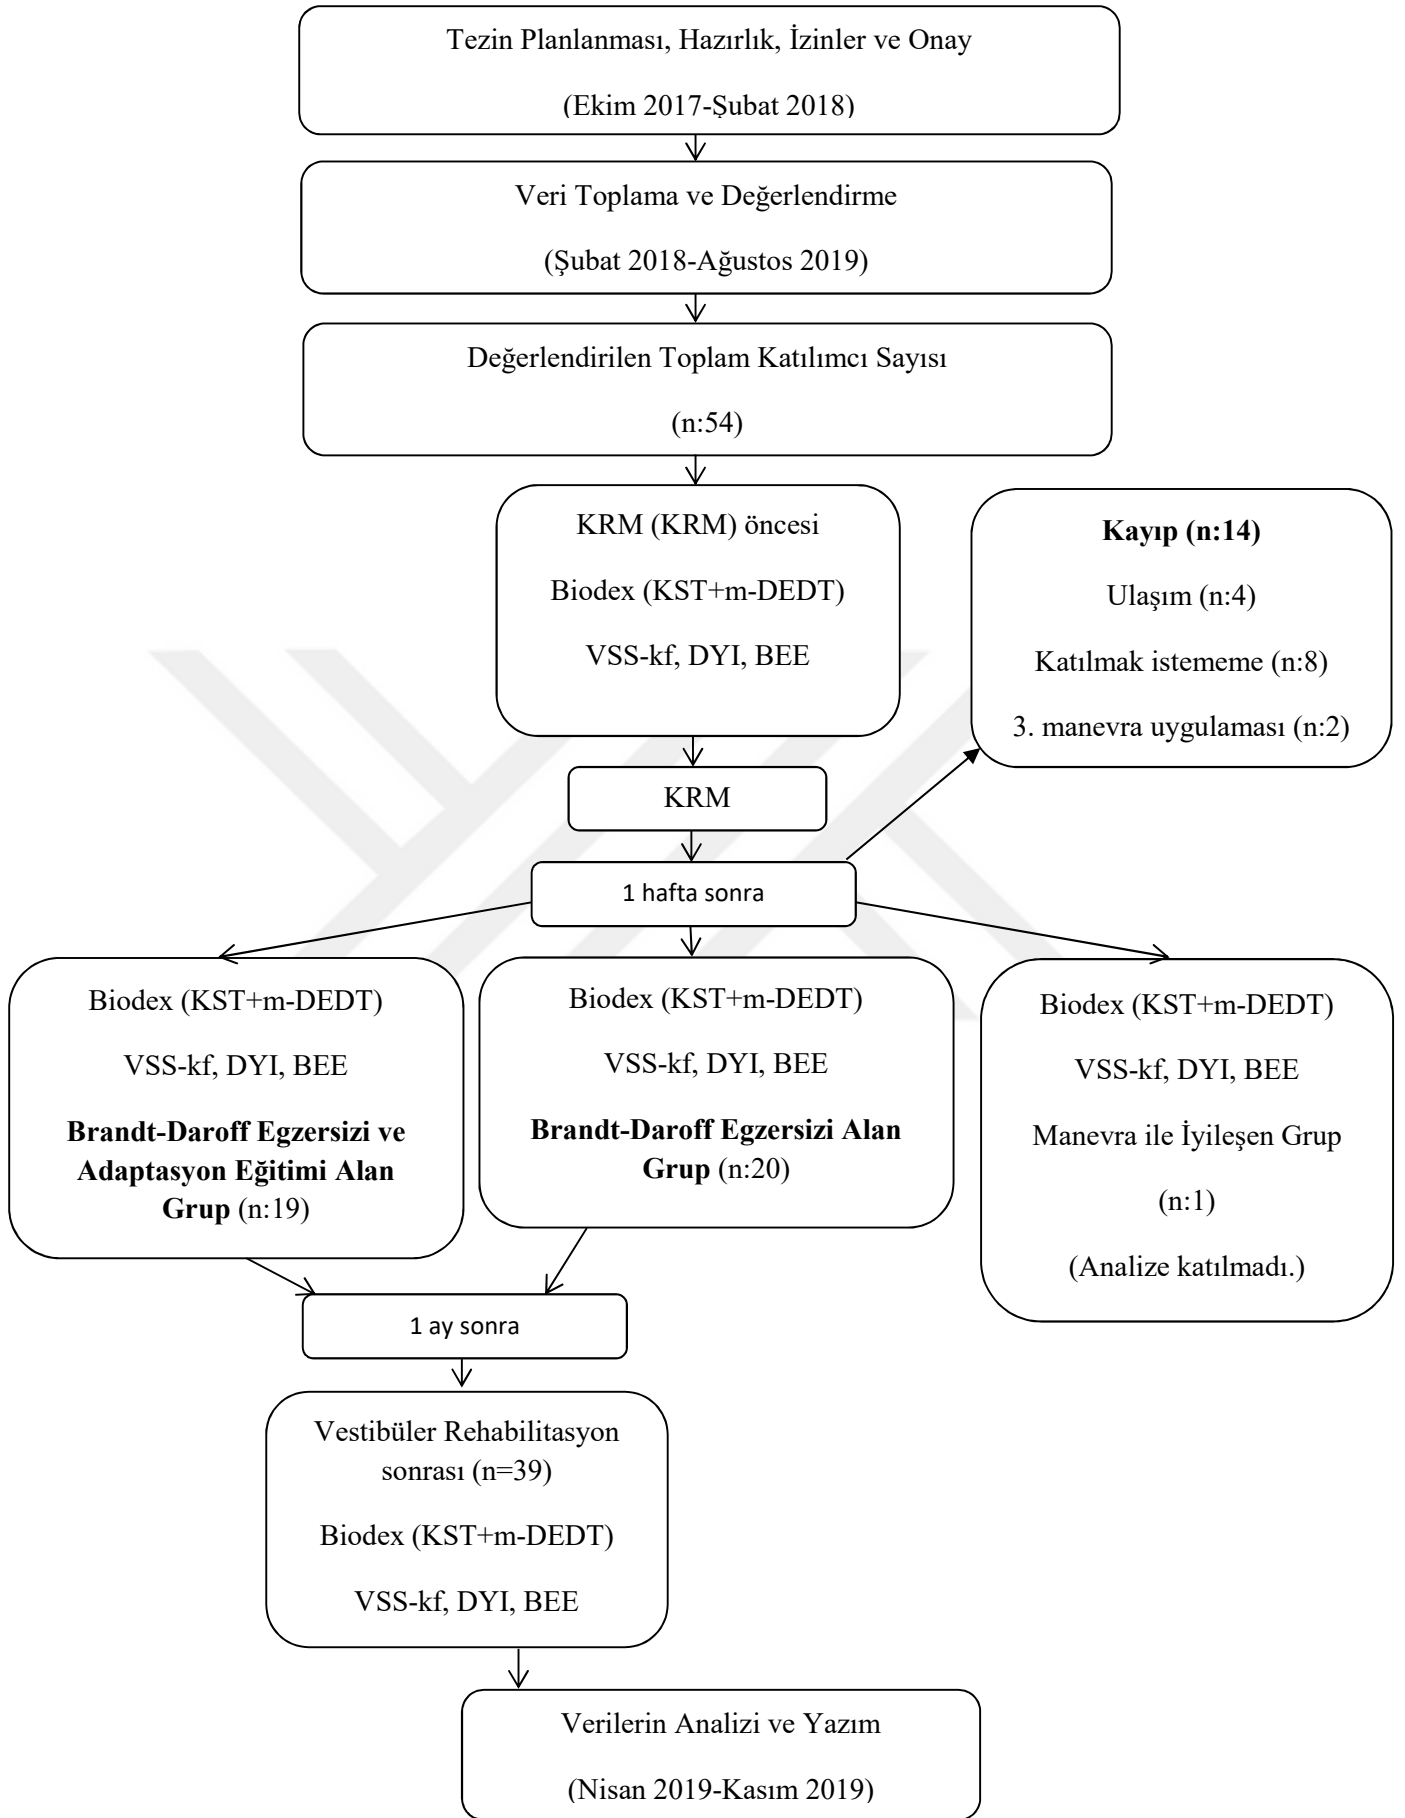 Tezin Planlanması, Hazırlık, İzinler ve Onay
(Ekim 2017-Şubat 2018)
Veri Toplama ve Değerlendirme
(Şubat 2018-Ağustos 2019)
Değerlendirilen Toplam Katılımcı Sayısı
(n:54)
KRM (KRM) öncesi
Biodex (KST+m-DEDT)
VSS-kf, DYI, BEE
Kayıp (n:14)
Ulaşım (n:4)
Katılmak istememe (n:8)
3. manevra uygulaması (n:2)
KRM
1 hafta sonra
Biodex (KST+m-DEDT)
VSS-kf, DYI, BEE
Brandt-Daroff Egzersizi ve
Adaptasyon Eğitimi Alan
Grup (n:19)
Biodex (KST+m-DEDT)
VSS-kf, DYI, BEE
Brandt-Daroff Egzersizi Alan
Grup (n:20)
Biodex (KST+m-DEDT)
VSS-kf, DYI, BEE
Manevra ile İyileşen Grup
(n:1)
(Analize katılmadı.)
1 ay sonra
Vestibüler Rehabilitasyon
sonrası (n=39)
Biodex (KST+m-DEDT)
VSS-kf, DYI, BEE
Verilerin Analizi ve Yazım
(Nisan 2019-Kasım 2019)